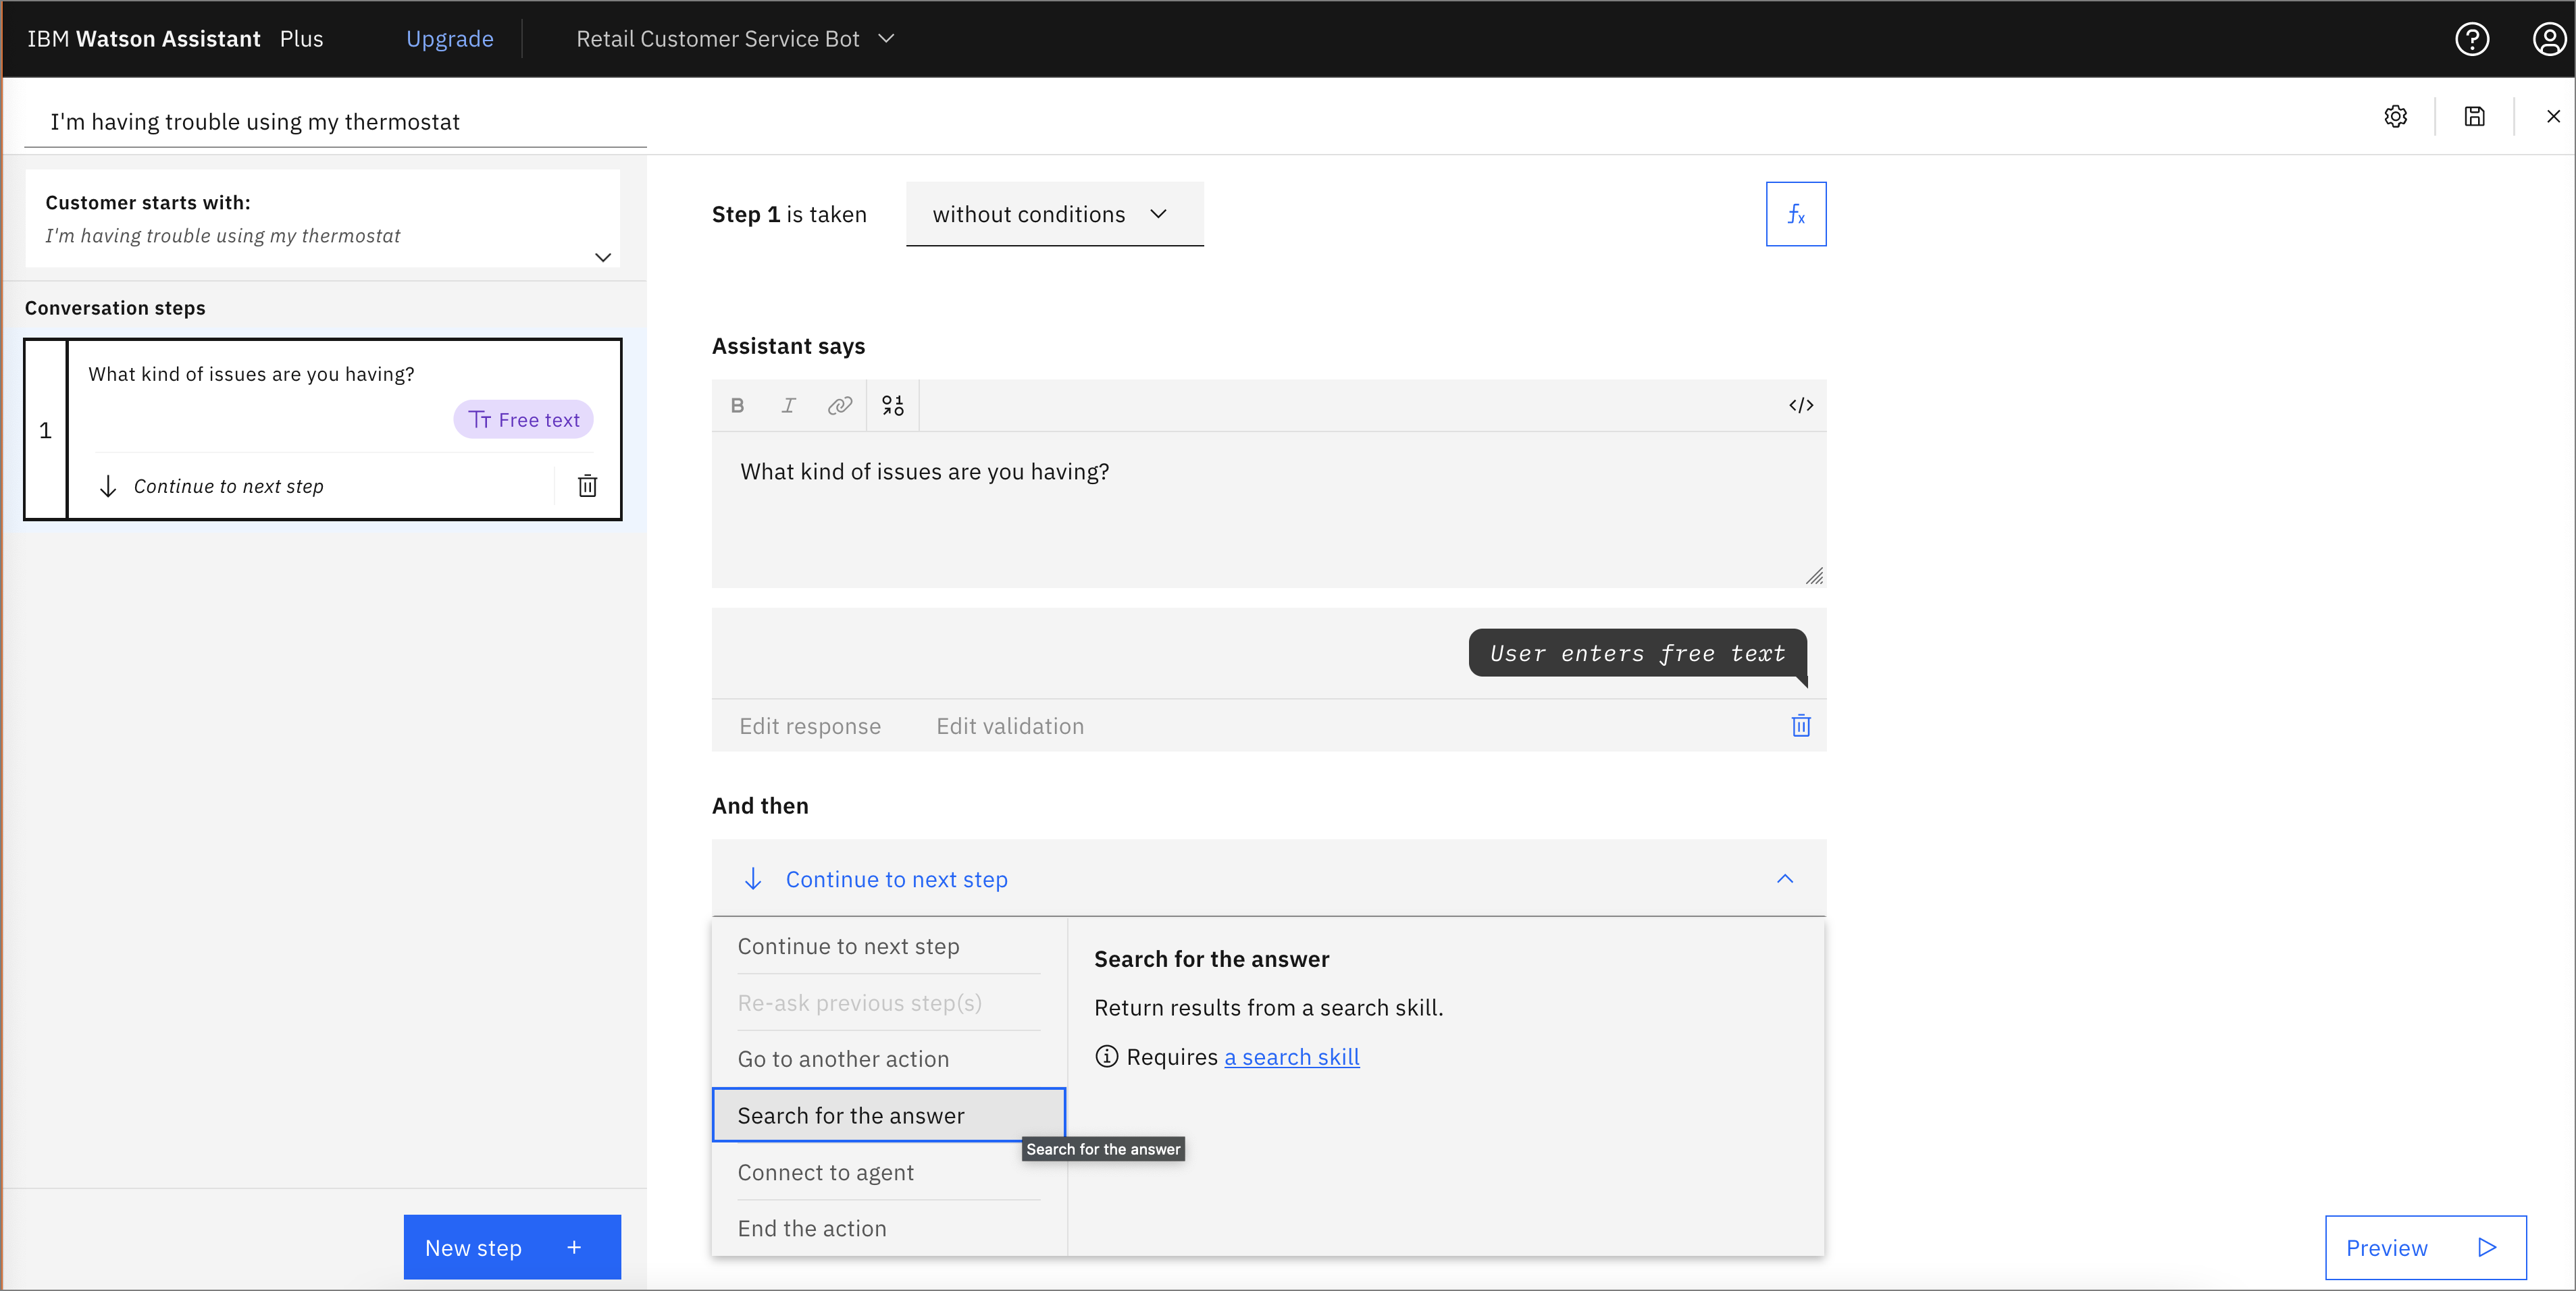 IBM Watson Assistant Plus Upgrade Retail Customer Service Bot
I'm having trouble using my thermostat
Customer starts with:
I'm having trouble using my thermostat
Conversation steps
1
What kind of issues are you having?
Free text
Continue to next step
New step +
Step 1 is taken without conditions
fx
Assistant says
B I </>
What kind of issues are you having?
User enters free text
Edit response Edit validation
And then
Continue to next step
Continue to next step
Re-ask previous step(s)
Go to another action
Search for the answer
Search for the answer
Connect to agent
End the action
Search for the answer
Return results from a search skill.
Requires a search skill
Preview